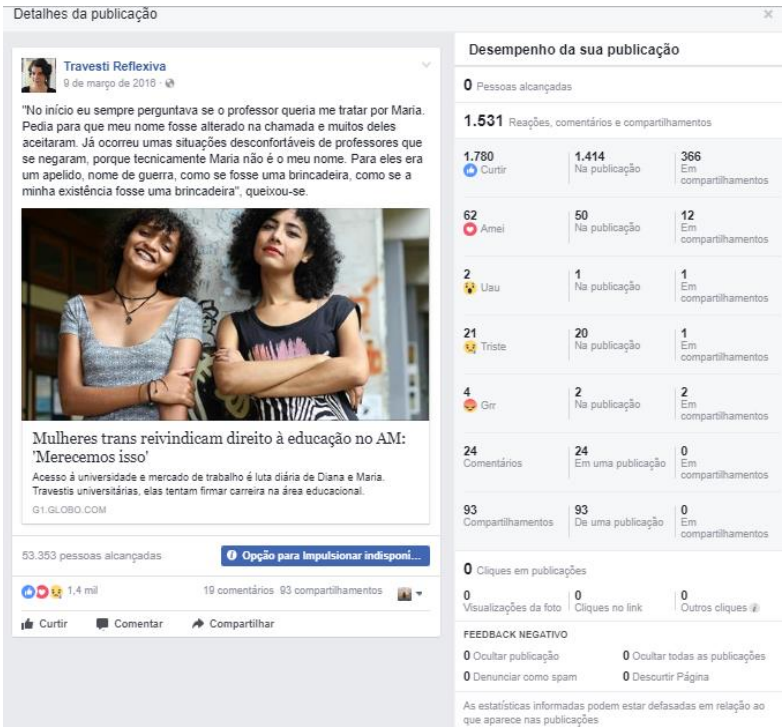 Detalhes da publicação
×
Travesti Reflexiva
9 de março de 2016 ·
"No início eu sempre perguntava se o professor queria me tratar por Maria.
Pedia para que meu nome fosse alterado na chamada e muitos deles
aceitaram. Já ocorreu umas situações desconfortáveis de professores que
se negaram, porque tecnicamente Maria não é o meu nome. Para eles era
um apelido, nome de guerra, como se fosse uma brincadeira, como se a
minha existência fosse uma brincadeira", queixou-se.
Mulheres trans reivindicam direito à educação no AM:
'Merecemos isso'
Acesso à universidade e mercado de trabalho é luta diária de Diana e Maria.
Travestis universitárias, elas tentam firmar carreira na área educacional.
G1.GLOBO.COM
53.353 pessoas alcançadas
Opção para Impulsionar indisponí...
1,4 mil
19 comentários 93 compartilhamentos
Curtir Comentar Compartilhar
Desempenho da sua publicação
0 Pessoas alcançadas
1.531 Reações, comentários e compartilhamentos
1.780 1.414 366
Curtir Na publicação Em
compartilhamentos
62 50 12
Amei Na publicação Em
compartilhamentos
2 1 1
Uau Na publicação Em
compartilhamentos
21 20 1
Triste Na publicação Em
compartilhamentos
4 2 2
Grr Na publicação Em
compartilhamentos
24 24 0
Comentários Em uma publicação Em
compartilhamentos
93 93 0
Compartilhamentos De uma publicação Em
compartilhamentos
0 Cliques em publicações
0 0 0
Visualizações da foto Cliques no link Outros cliques
FEEDBACK NEGATIVO
0 Ocultar publicação 0 Ocultar todas as publicações
0 Denunciar como spam 0 Descurtir Página
As estatísticas informadas podem estar defasadas em relação ao
que aparece nas publicações